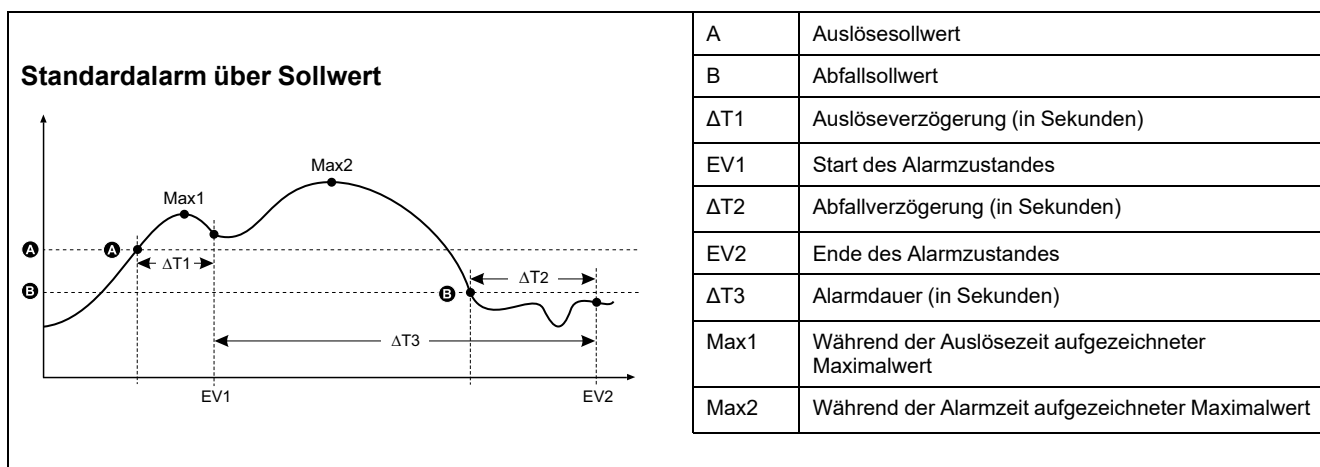 Standardalarm über Sollwert
Max2
Max1
A
A
ΔT1
ΔT2
B
B
ΔT3
EV1
EV2
A Auslösesollwert
B Abfallsollwert
ΔT1 Auslöseverzögerung (in Sekunden)
EV1 Start des Alarmzustandes
ΔT2 Abfallverzögerung (in Sekunden)
EV2 Ende des Alarmzustandes
ΔT3 Alarmdauer (in Sekunden)
Max1 Während der Auslösezeit aufgezeichneter
Maximalwert
Max2 Während der Alarmzeit aufgezeichneter Maximalwert